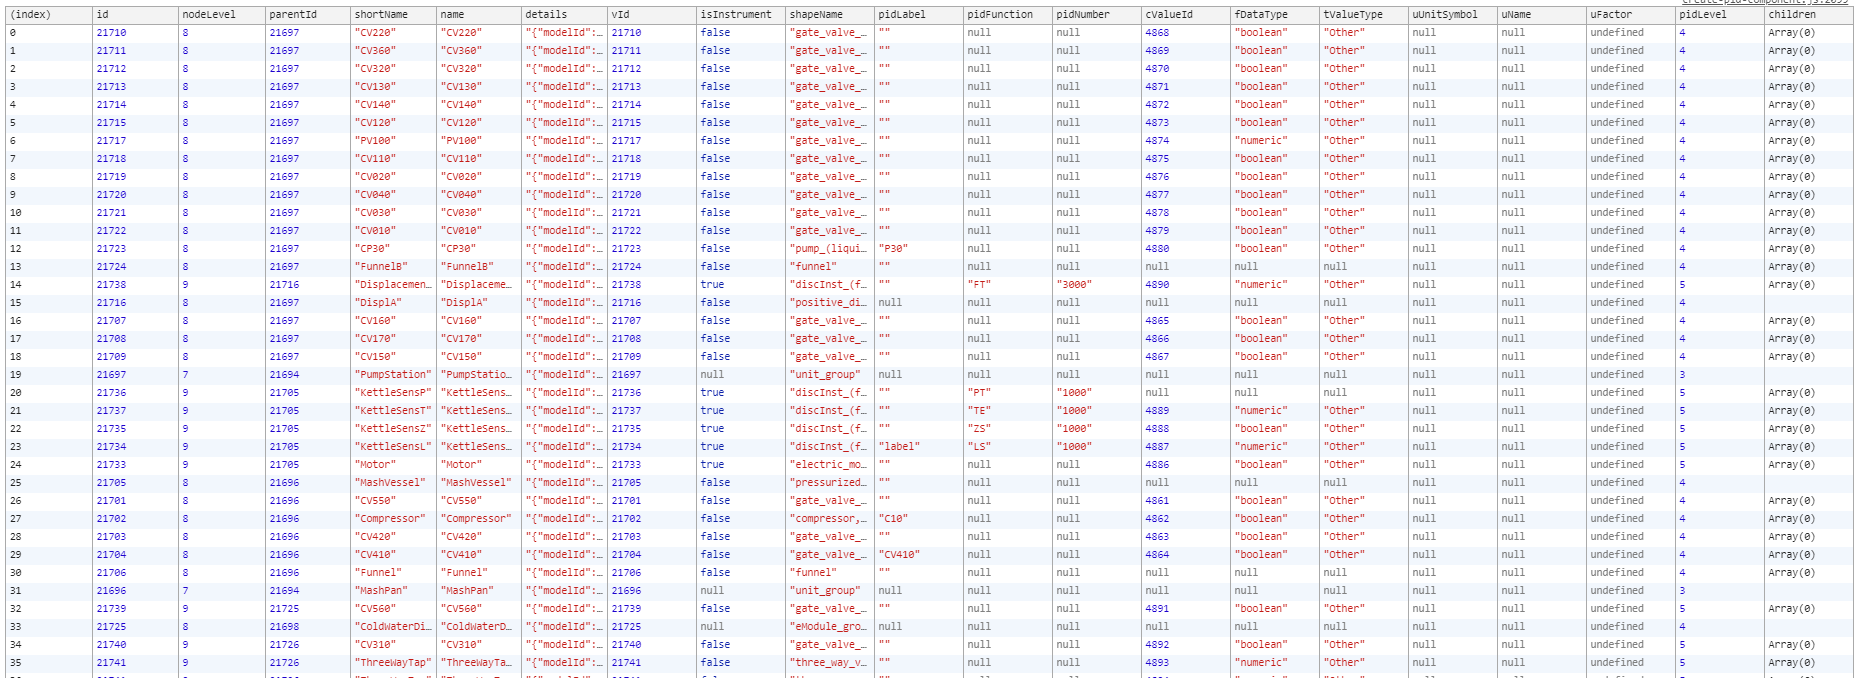 (index) id nodeLevel parentId shortName name details vId isInstrument shapeName pidLabel pidFunction pidNumber cValueId fDataType tValueType uUnitSymbol uName uFactor pidLevel children
0 21710 8 21697 "CV220" "CV220" "{"modelId":… 21710 false "gate_valve_… "" null null 4868 "boolean" "Other" null null undefined 4 Array(0)
1 21711 8 21697 "CV360" "CV360" "{"modelId":… 21711 false "gate_valve_… "" null null 4869 "boolean" "Other" null null undefined 4 Array(0)
2 21712 8 21697 "CV320" "CV320" "{"modelId":… 21712 false "gate_valve_… "" null null 4870 "boolean" "Other" null null undefined 4 Array(0)
3 21713 8 21697 "CV130" "CV130" "{"modelId":… 21713 false "gate_valve_… "" null null 4871 "boolean" "Other" null null undefined 4 Array(0)
4 21714 8 21697 "CV140" "CV140" "{"modelId":… 21714 false "gate_valve_… "" null null 4872 "boolean" "Other" null null undefined 4 Array(0)
5 21715 8 21697 "CV120" "CV120" "{"modelId":… 21715 false "gate_valve_… "" null null 4873 "boolean" "Other" null null undefined 4 Array(0)
6 21717 8 21697 "PV100" "PV100" "{"modelId":… 21717 false "gate_valve_… "" null null 4874 "numeric" "Other" null null undefined 4 Array(0)
7 21718 8 21697 "CV110" "CV110" "{"modelId":… 21718 false "gate_valve_… "" null null 4875 "boolean" "Other" null null undefined 4 Array(0)
8 21719 8 21697 "CV020" "CV020" "{"modelId":… 21719 false "gate_valve_… "" null null 4876 "boolean" "Other" null null undefined 4 Array(0)
9 21720 8 21697 "CV040" "CV040" "{"modelId":… 21720 false "gate_valve_… "" null null 4877 "boolean" "Other" null null undefined 4 Array(0)
10 21721 8 21697 "CV030" "CV030" "{"modelId":… 21721 false "gate_valve_… "" null null 4878 "boolean" "Other" null null undefined 4 Array(0)
11 21722 8 21697 "CV010" "CV010" "{"modelId":… 21722 false "gate_valve_… "" null null 4879 "boolean" "Other" null null undefined 4 Array(0)
12 21723 8 21697 "CP30" "CP30" "{"modelId":… 21723 false "pump_(liqui… "P30" null null 4880 "boolean" "Other" null null undefined 4 Array(0)
13 21724 8 21697 "FunnelB" "FunnelB" "{"modelId":… 21724 false "funnel" "" null null null null null null null undefined 4 Array(0)
14 21738 9 21716 "Displacemen… "Displaceme… "{"modelId":… 21738 true "discInst_(f… "" "FT" "3000" 4890 "numeric" "Other" null null undefined 5 Array(0)
15 21716 8 21697 "DisplA" "DisplA" "{"modelId":… 21716 false "positive_di… null null null null null null null null undefined 4
16 21707 8 21697 "CV160" "CV160" "{"modelId":… 21707 false "gate_valve_… "" null null 4865 "boolean" "Other" null null undefined 4 Array(0)
17 21708 8 21697 "CV170" "CV170" "{"modelId":… 21708 false "gate_valve_… "" null null 4866 "boolean" "Other" null null undefined 4 Array(0)
18 21709 8 21697 "CV150" "CV150" "{"modelId":… 21709 false "gate_valve_… "" null null 4867 "boolean" "Other" null null undefined 4 Array(0)
19 21697 7 21694 "PumpStation" "PumpStatio… "{"modelId":… 21697 null "unit_group" null null null null null null null null undefined 3
20 21736 9 21705 "KettleSensP" "KettleSens… "{"modelId":… 21736 true "discInst_(f… "" "PT" "1000" null null null null null undefined 5 Array(0)
21 21737 9 21705 "KettleSensT" "KettleSens… "{"modelId":… 21737 true "discInst_(f… "" "TE" "1000" 4889 "numeric" "Other" null null undefined 5 Array(0)
22 21735 9 21705 "KettleSensZ" "KettleSens… "{"modelId":… 21735 true "discInst_(f… "" "ZS" "1000" 4888 "boolean" "Other" null null undefined 5 Array(0)
23 21734 9 21705 "KettleSensL" "KettleSens… "{"modelId":… 21734 true "discInst_(f… "label" "LS" "1000" 4887 "numeric" "Other" null null undefined 5 Array(0)
24 21733 9 21705 "Motor" "Motor" "{"modelId":… 21733 true "electric_mo… "" null null 4886 "boolean" "Other" null null undefined 5 Array(0)
25 21705 8 21696 "MashVessel" "MashVessel" "{"modelId":… 21705 false "pressurized… "" null null null null null null null undefined 4
26 21701 8 21696 "CV550" "CV550" "{"modelId":… 21701 false "gate_valve_… "" null null 4861 "boolean" "Other" null null undefined 4 Array(0)
27 21702 8 21696 "Compressor" "Compressor" "{"modelId":… 21702 false "compressor,… "C10" null null 4862 "boolean" "Other" null null undefined 4 Array(0)
28 21703 8 21696 "CV420" "CV420" "{"modelId":… 21703 false "gate_valve_… "" null null 4863 "boolean" "Other" null null undefined 4 Array(0)
29 21704 8 21696 "CV410" "CV410" "{"modelId":… 21704 false "gate_valve_… "CV410" null null 4864 "boolean" "Other" null null undefined 4 Array(0)
30 21706 8 21696 "Funnel" "Funnel" "{"modelId":… 21706 false "funnel" "" null null null null null null null undefined 4 Array(0)
31 21696 7 21694 "MashPan" "MashPan" "{"modelId":… 21696 null "unit_group" null null null null null null null null undefined 3
32 21739 9 21725 "CV560" "CV560" "{"modelId":… 21739 false "gate_valve_… "" null null 4891 "boolean" "Other" null null undefined 5 Array(0)
33 21725 8 21698 "ColdWaterDi… "ColdWaterD… "{"modelId":… 21725 null "eModule_gro… null null null null null null null null undefined 4
34 21740 9 21726 "CV310" "CV310" "{"modelId":… 21740 false "gate_valve_… "" null null 4892 "boolean" "Other" null null undefined 5 Array(0)
35 21741 9 21726 "ThreeWayTap" "ThreeWayTa… "{"modelId":… 21741 false "three_way_v… "" null null 4893 "numeric" "Other" null null undefined 5 Array(0)